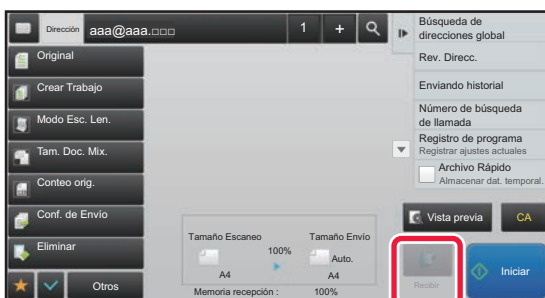 Dirección aaa@aaa.□□□ 1 +
Original
Crear Trabajo
Modo Esc. Len.
Tam. Doc. Mix.
Conteo orig.
Conf. de Envío
Eliminar
Otros
Tamaño Escaneo
100%
Tamaño Envío
A4
Auto.
A4
Memoria recepción : 100%
Búsqueda de
direcciones global
Rev. Direcc.
Enviando historial
Número de búsqueda
de llamada
Registro de programa
Registrar ajustes actuales
Archivo Rápido
Almacenar dat. temporal.
Vista previa
CA
Recibir
Iniciar